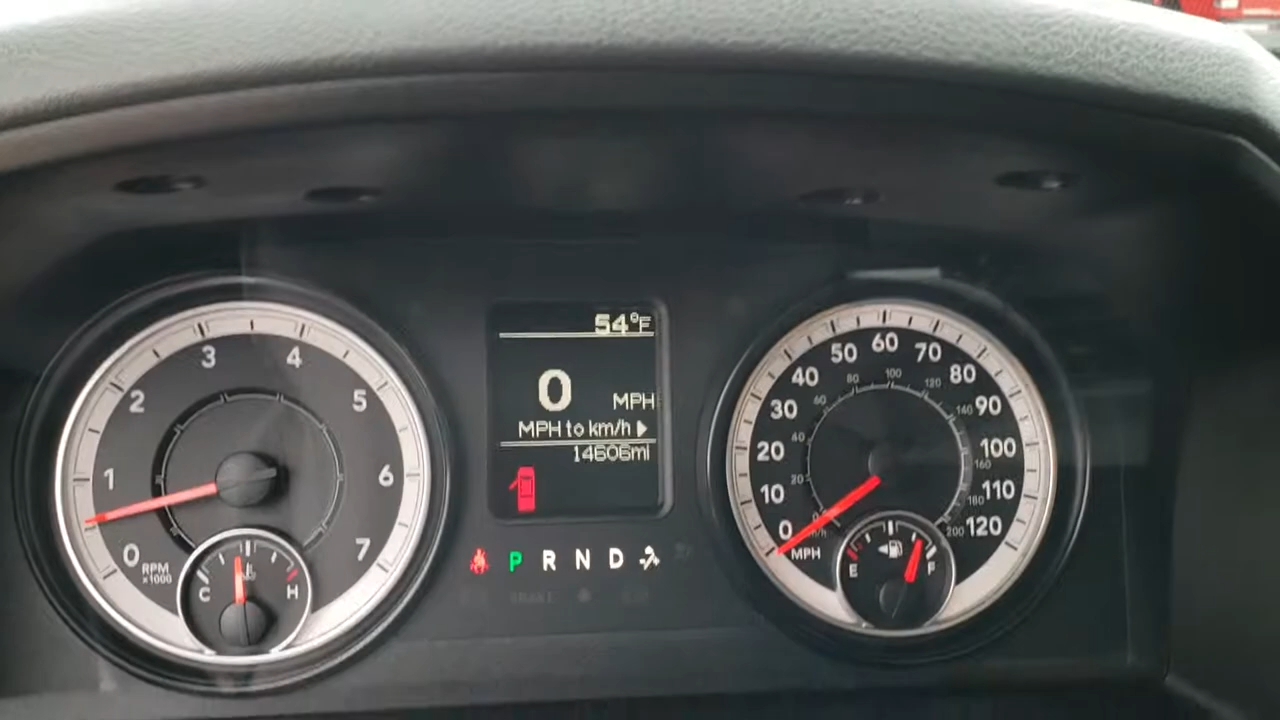 54°F
0 MPH
MPH to km/h
14606mi
P R N D
0 1 2 3 4 5 6 7
RPM
x1000
C H
0 10 20 30 40 50 60 70 80 90 100 110 120
MPH
20 40 60 80 100 120 140 160 180 200
E F
BRAKE